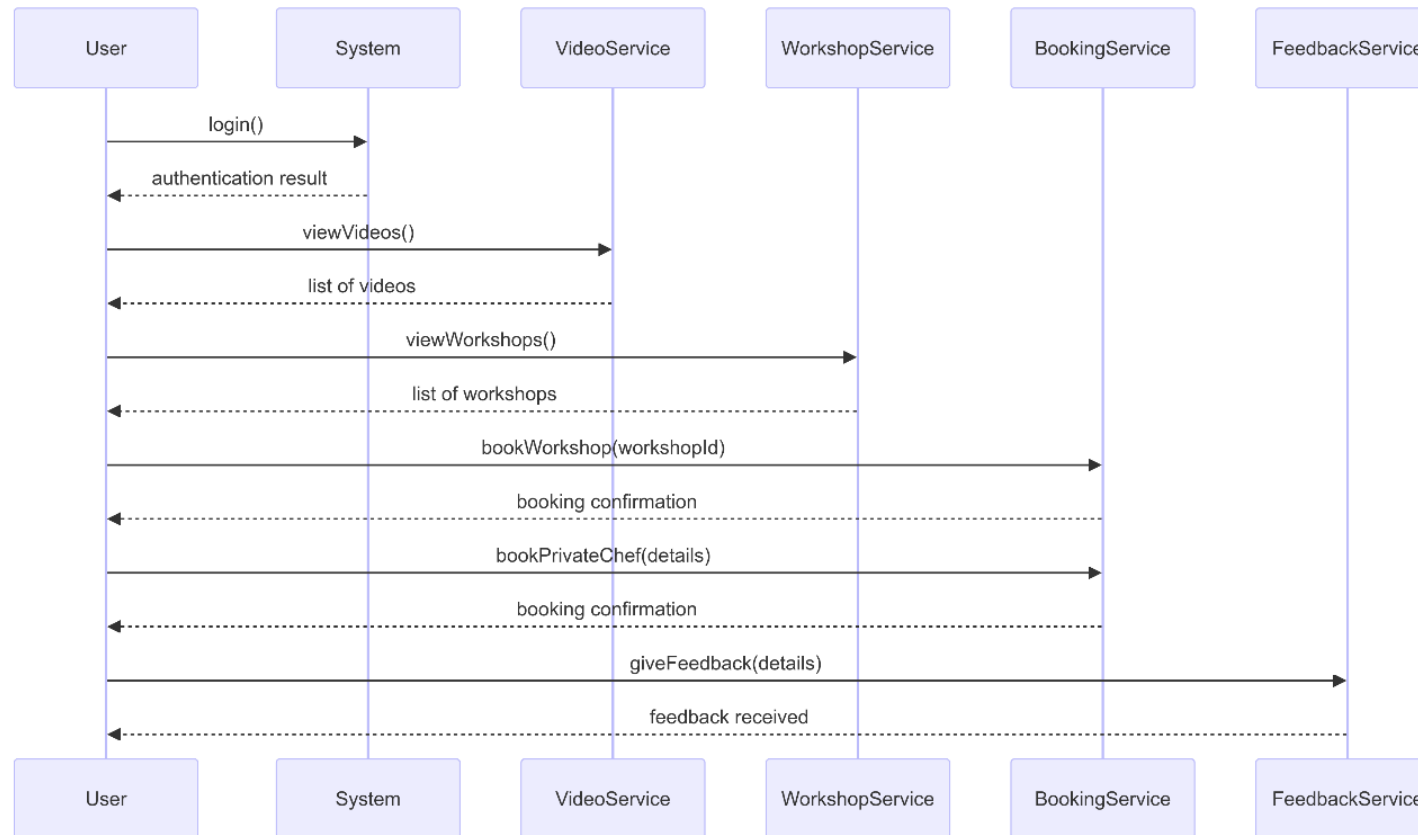 User
System
VideoService
WorkshopService
BookingService
FeedbackService
login()
authentication result
viewVideos()
list of videos
viewWorkshops()
list of workshops
bookWorkshop(workshopId)
booking confirmation
bookPrivateChef(details)
booking confirmation
giveFeedback(details)
feedback received
User
System
VideoService
WorkshopService
BookingService
FeedbackService